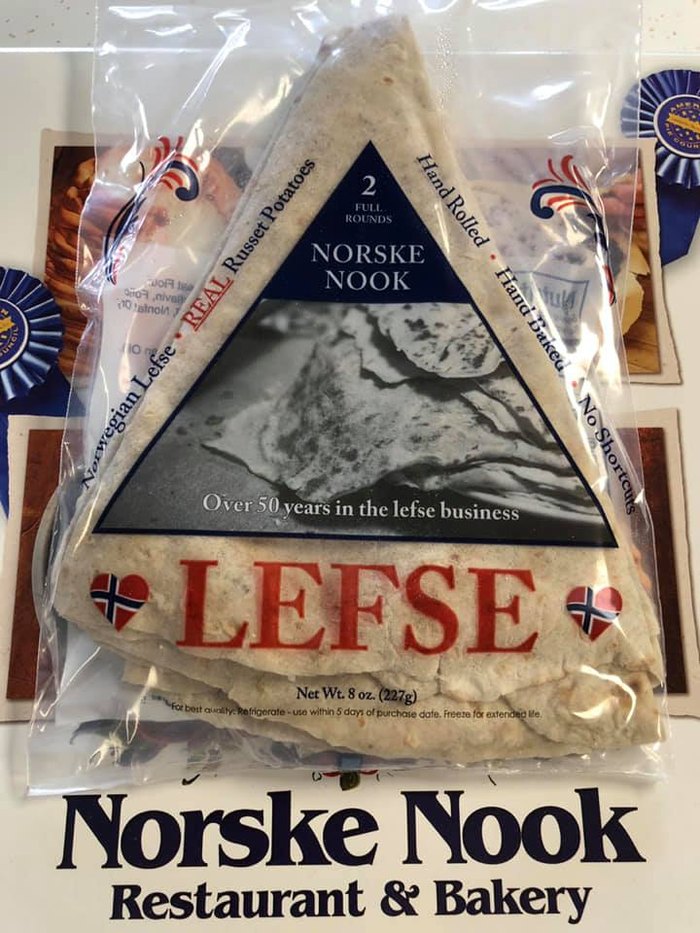 2
FULL
ROUNDS
NORSKE
NOOK
Norwegian Lefse • REAL Russet Potatoes
Hand Rolled • Hand Baked • No Shortcuts
Over 50 years in the lefse business
LEFSE
Net Wt. 8 oz. (227g)
For best quality: Refrigerate - use within 5 days of purchase date. Freeze for extended life.
Norske Nook
Restaurant & Bakery